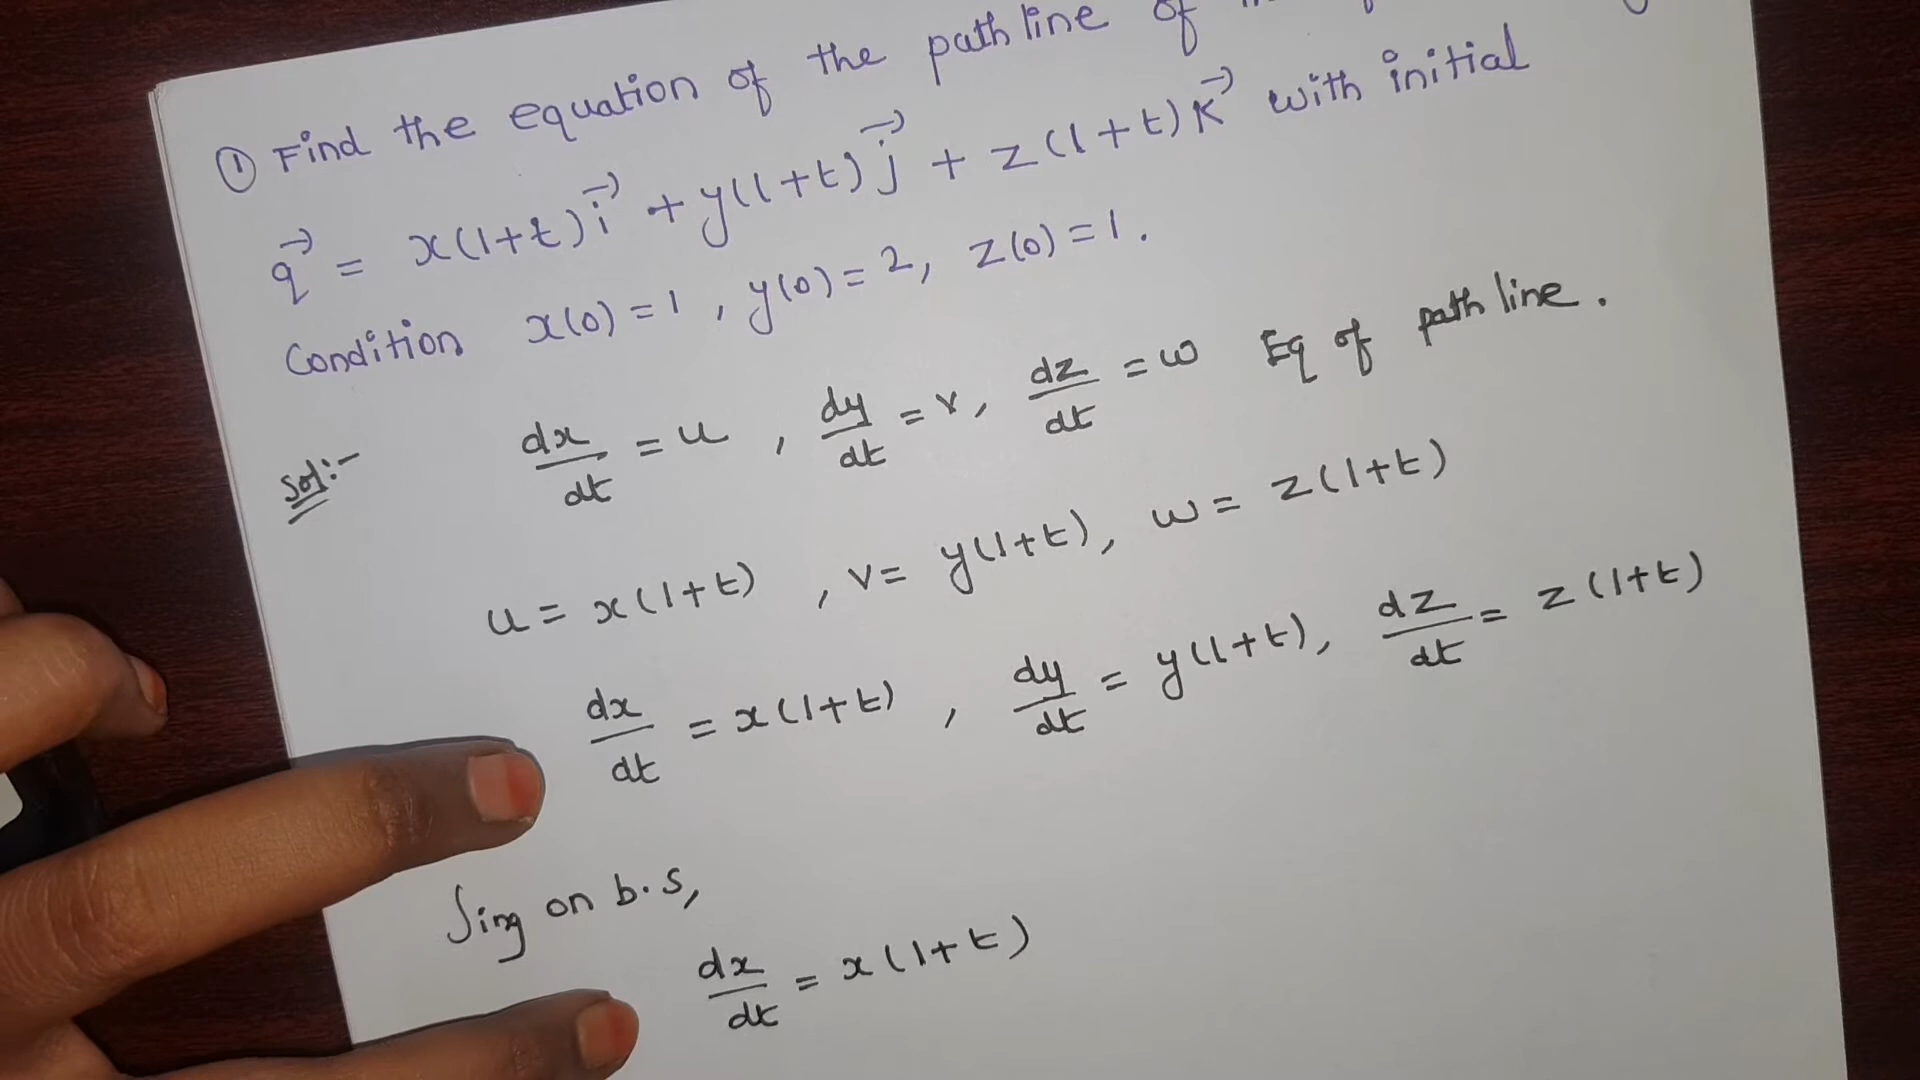 ① Find the equation of the path line of
q⃗ = x(1+t)i⃗ + y(1+t)j⃗ + z(1+t)k⃗ with initial
Condition x(0)=1, y(0)=2, z(0)=1.
Sol:- dx/dt = u, dy/dt = v, dz/dt = w Eq of path line.
u = x(1+t), v = y(1+t), w = z(1+t)
dx/dt = x(1+t), dy/dt = y(1+t), dz/dt = z(1+t)
∫ing on b.s,
dx/dt = x(1+t)